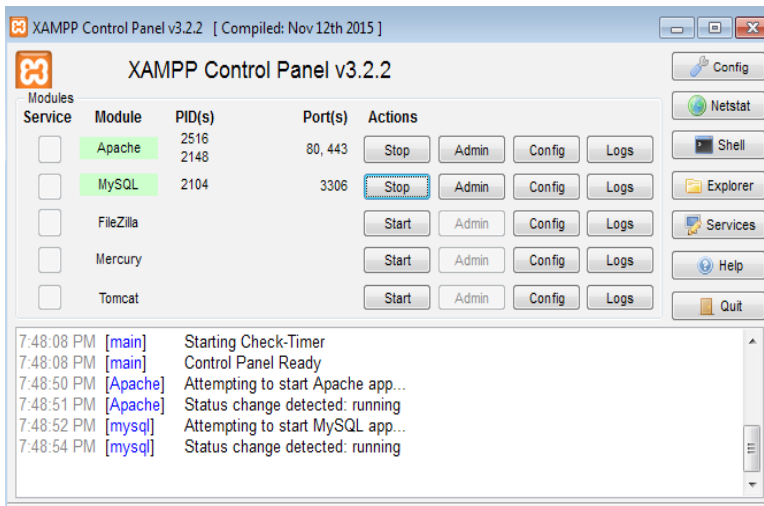 XAMPP Control Panel v3.2.2 [ Compiled: Nov 12th 2015 ]
XAMPP Control Panel v3.2.2
Config
Modules
Service Module PID(s) Port(s) Actions
Netstat
Apache 2516 2148 80, 443 Stop Admin Config Logs
Shell
MySQL 2104 3306 Stop Admin Config Logs
Explorer
FileZilla Start Admin Config Logs
Services
Mercury Start Admin Config Logs
Help
Tomcat Start Admin Config Logs
Quit
7:48:08 PM [main] Starting Check-Timer
7:48:08 PM [main] Control Panel Ready
7:48:50 PM [Apache] Attempting to start Apache app...
7:48:51 PM [Apache] Status change detected: running
7:48:52 PM [mysql] Attempting to start MySQL app...
7:48:54 PM [mysql] Status change detected: running